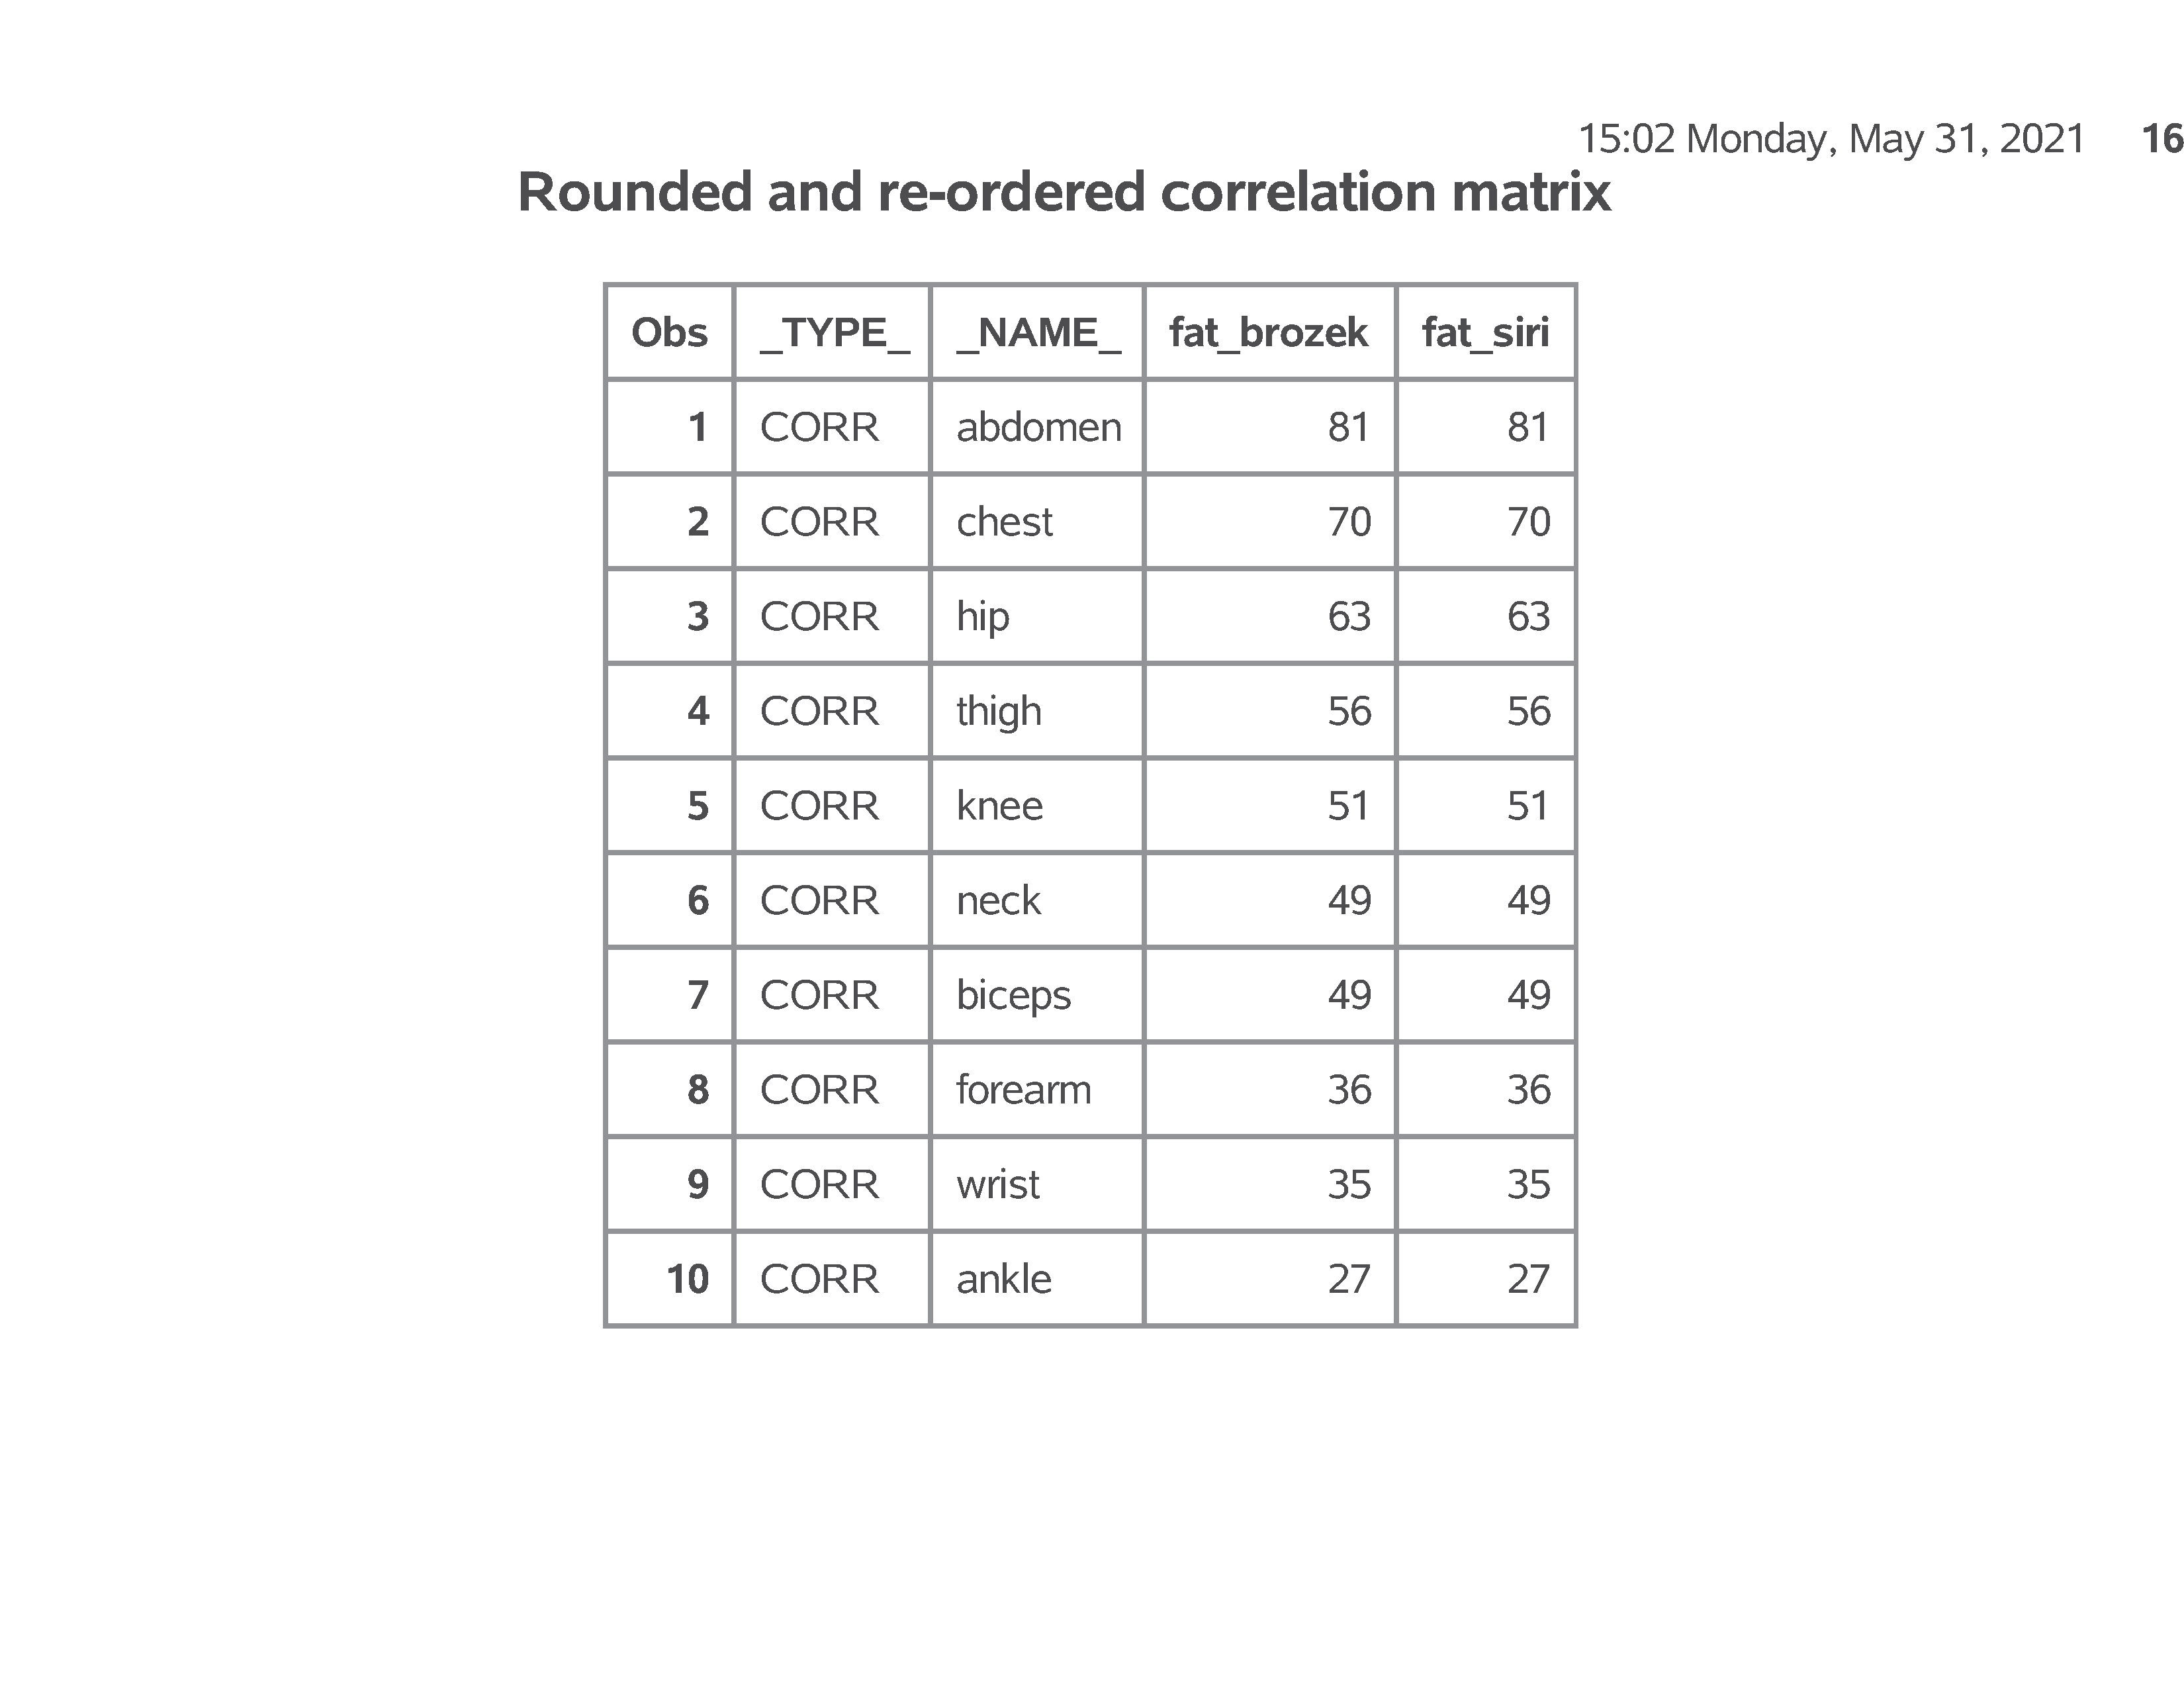 15:02 Monday, May 31, 2021 16
Rounded and re-ordered correlation matrix
Obs _TYPE_ _NAME_ fat_brozek fat_siri
1 CORR abdomen 81 81
2 CORR chest 70 70
3 CORR hip 63 63
4 CORR thigh 56 56
5 CORR knee 51 51
6 CORR neck 49 49
7 CORR biceps 49 49
8 CORR forearm 36 36
9 CORR wrist 35 35
10 CORR ankle 27 27